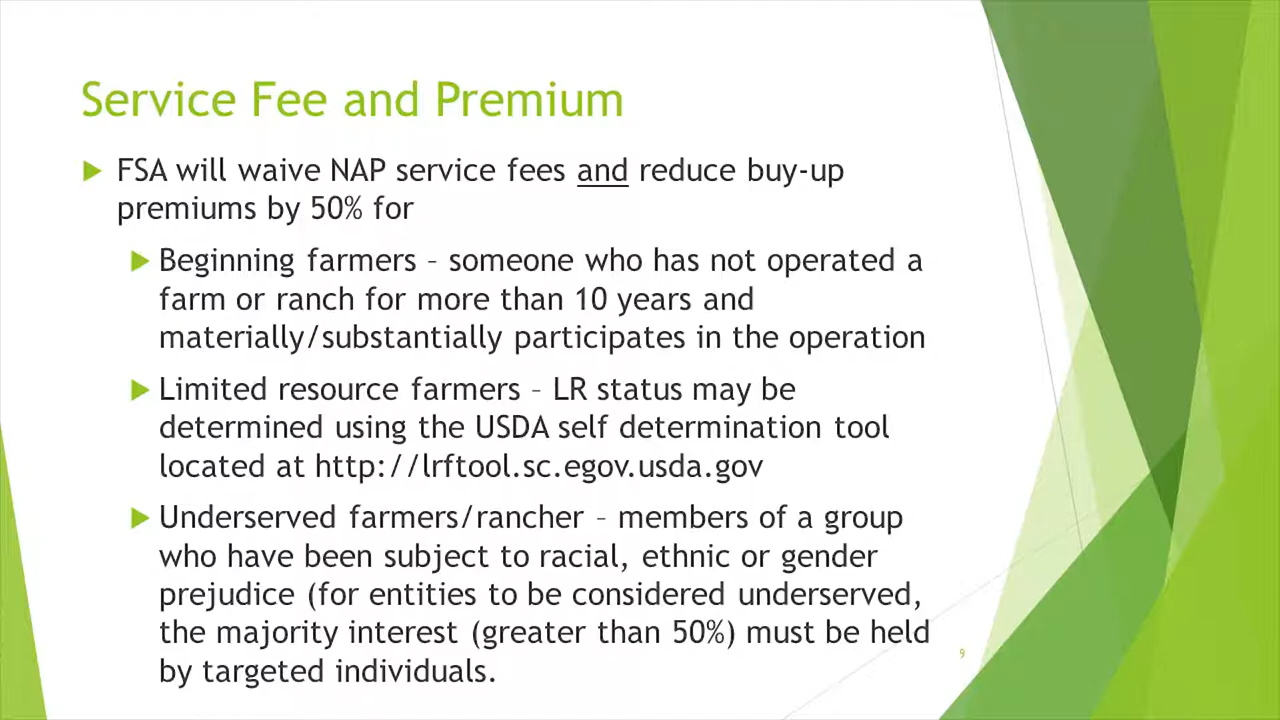 Service Fee and Premium
FSA will waive NAP service fees and reduce buy-up
premiums by 50% for
Beginning farmers – someone who has not operated a
farm or ranch for more than 10 years and
materially/substantially participates in the operation
Limited resource farmers – LR status may be
determined using the USDA self determination tool
located at http://lrftool.sc.egov.usda.gov
Underserved farmers/rancher – members of a group
who have been subject to racial, ethnic or gender
prejudice (for entities to be considered underserved,
the majority interest (greater than 50%) must be held
by targeted individuals.
9